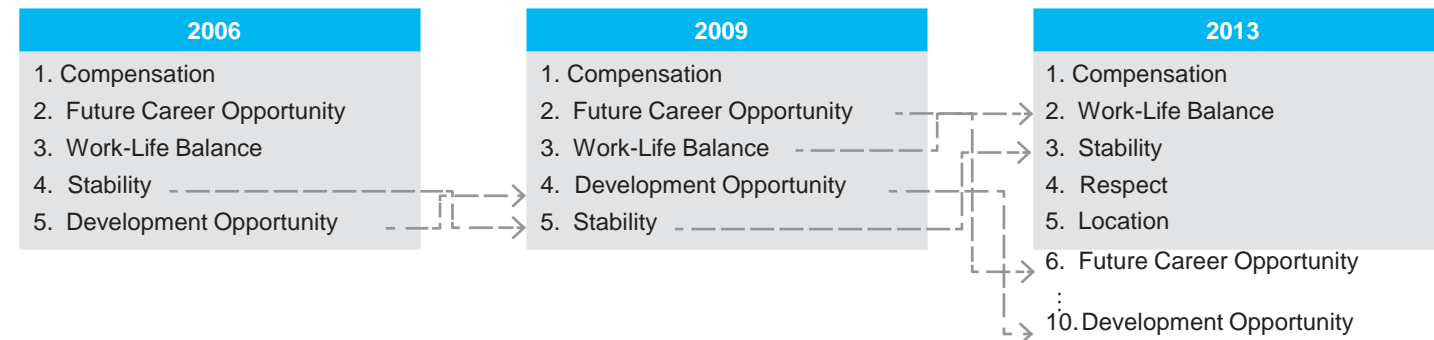 2006
1. Compensation
2. Future Career Opportunity
3. Work-Life Balance
4. Stability
5. Development Opportunity
2009
1. Compensation
2. Future Career Opportunity
3. Work-Life Balance
4. Development Opportunity
5. Stability
2013
1. Compensation
2. Work-Life Balance
3. Stability
4. Respect
5. Location
6. Future Career Opportunity
...
10. Development Opportunity